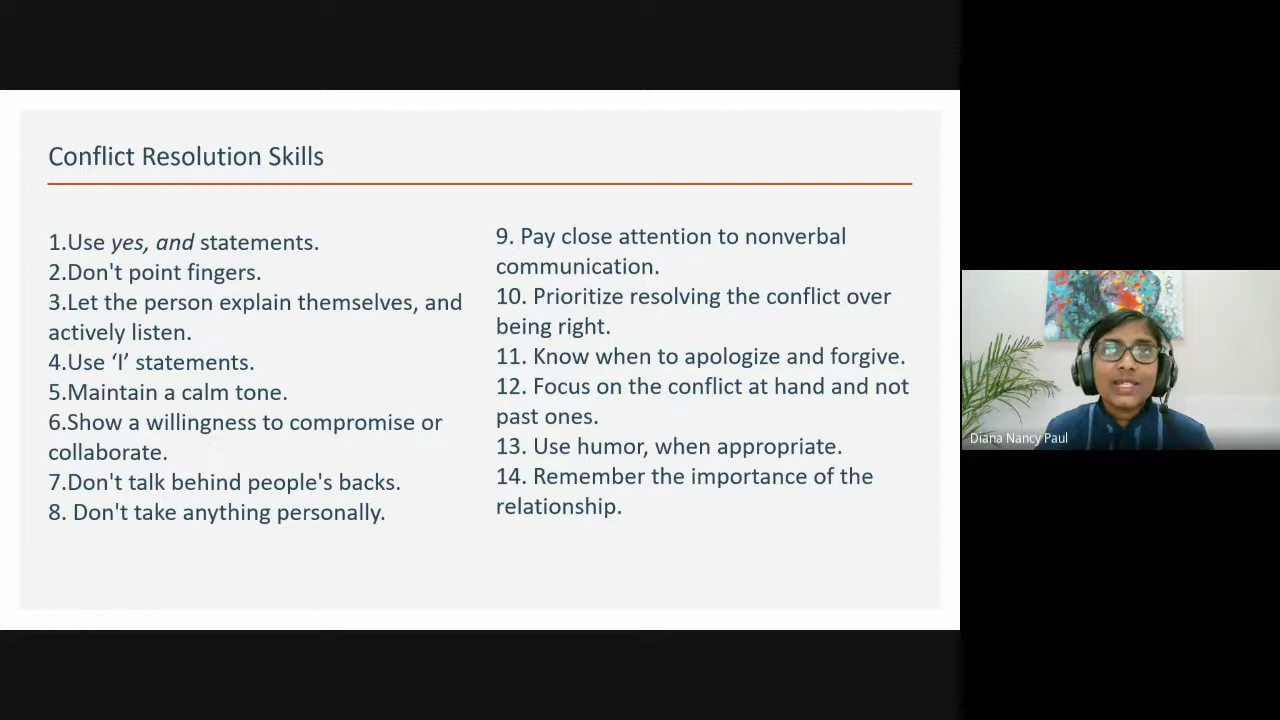 Conflict Resolution Skills
1.Use yes, and statements.
2.Don't point fingers.
3.Let the person explain themselves, and
actively listen.
4.Use ‘I’ statements.
5.Maintain a calm tone.
6.Show a willingness to compromise or
collaborate.
7.Don't talk behind people's backs.
8. Don't take anything personally.
9. Pay close attention to nonverbal
communication.
10. Prioritize resolving the conflict over
being right.
11. Know when to apologize and forgive.
12. Focus on the conflict at hand and not
past ones.
13. Use humor, when appropriate.
14. Remember the importance of the
relationship.
Diana Nancy Paul